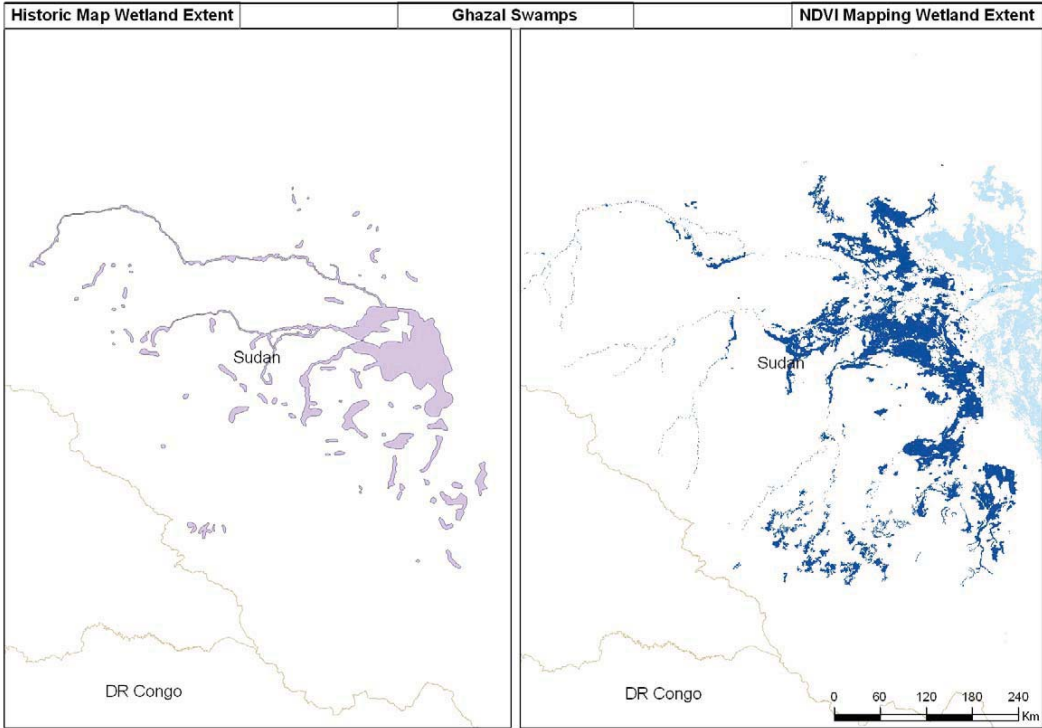 Historic Map Wetland Extent
Ghazal Swamps
NDVI Mapping Wetland Extent
Sudan
DR Congo
Sudan
DR Congo
0 60 120 180 240
Km